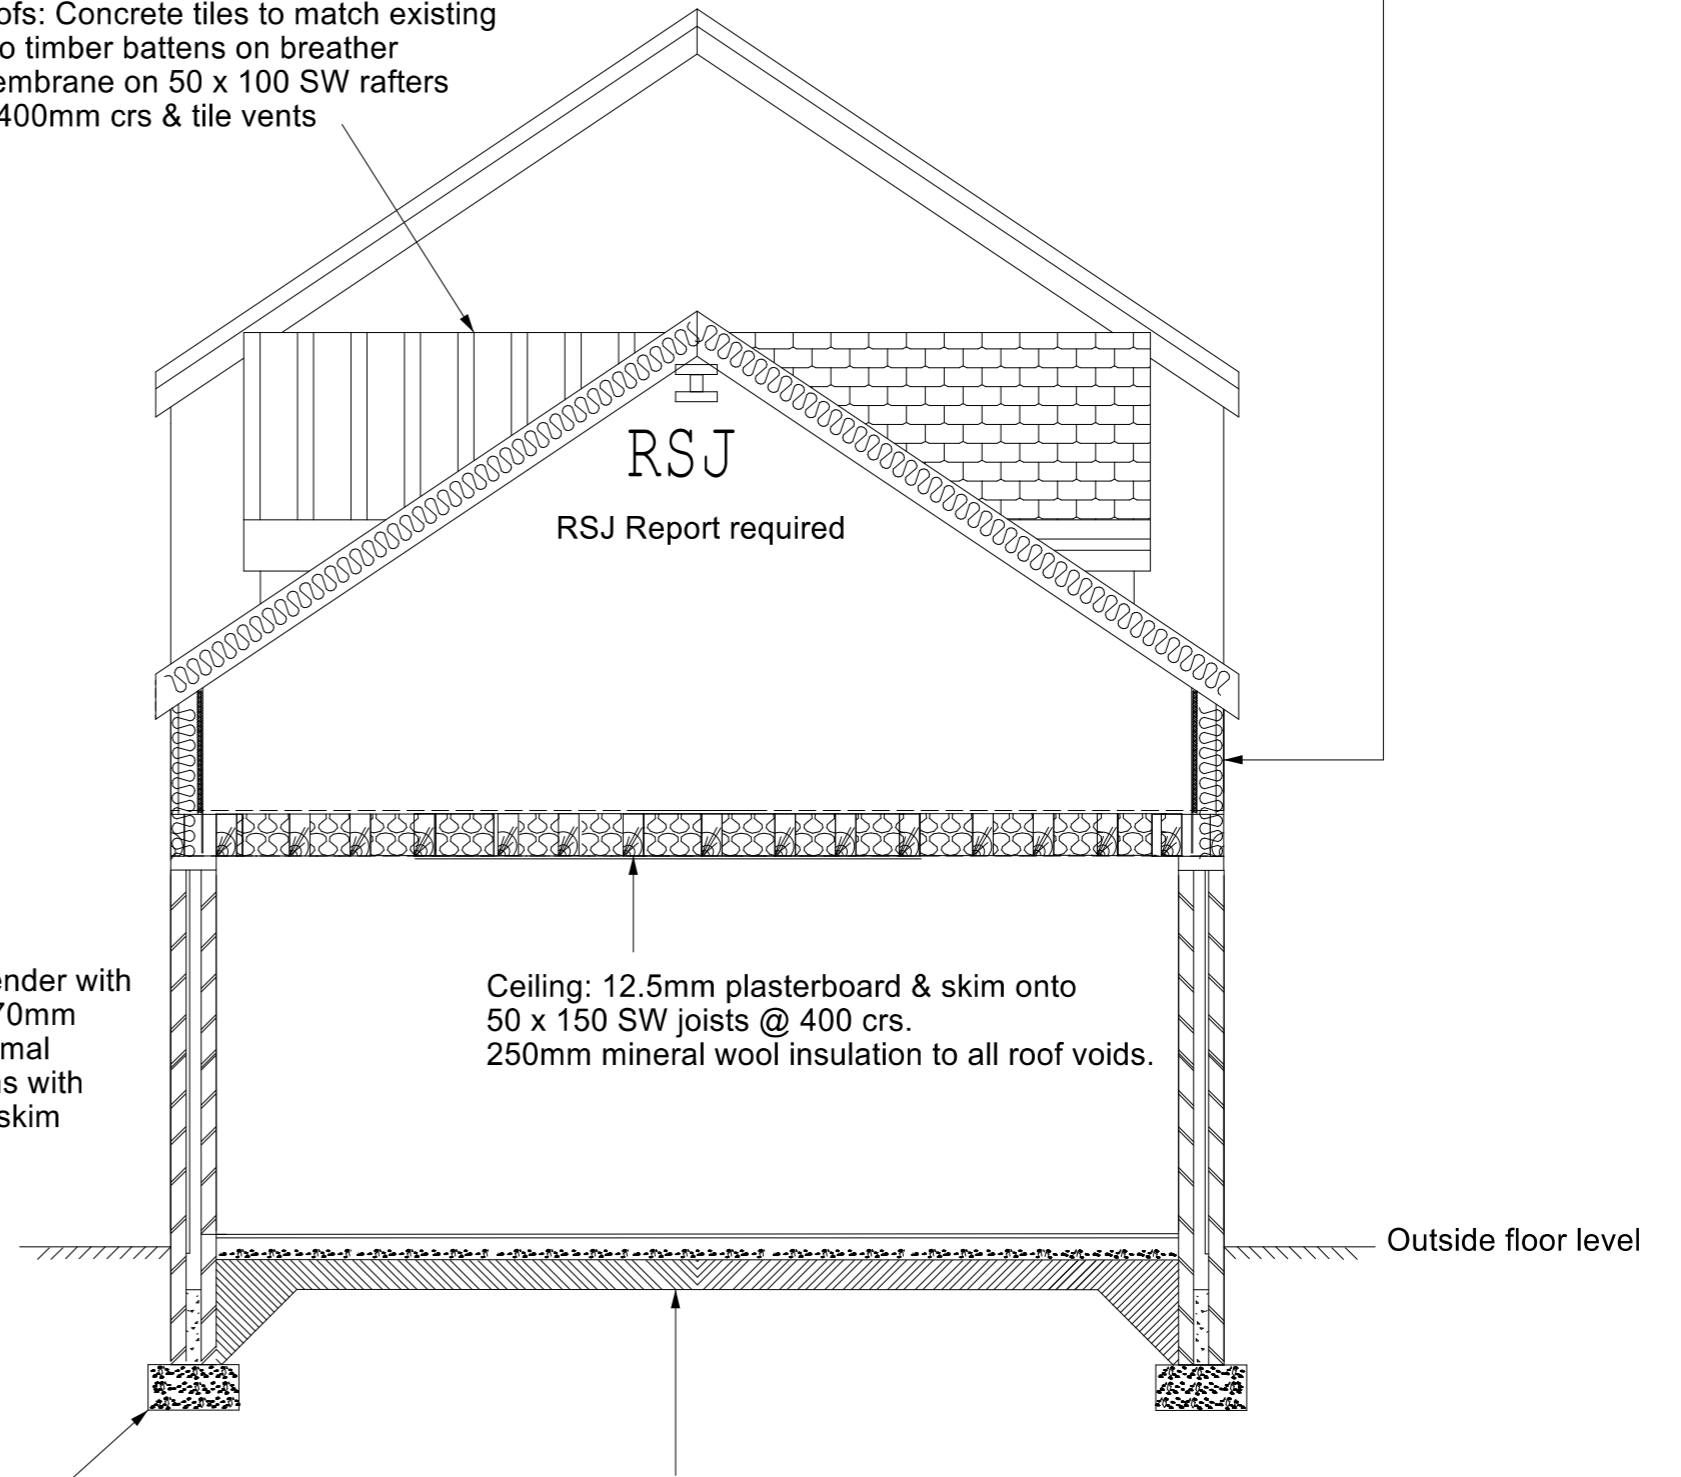 ofs: Concrete tiles to match existing
o timber battens on breather
embrane on 50 x 100 SW rafters
400mm crs & tile vents
RSJ
RSJ Report required
ender with
70mm
mal
ns with
skim
Ceiling: 12.5mm plasterboard & skim onto
50 x 150 SW joists @ 400 crs.
250mm mineral wool insulation to all roof voids.
Outside floor level